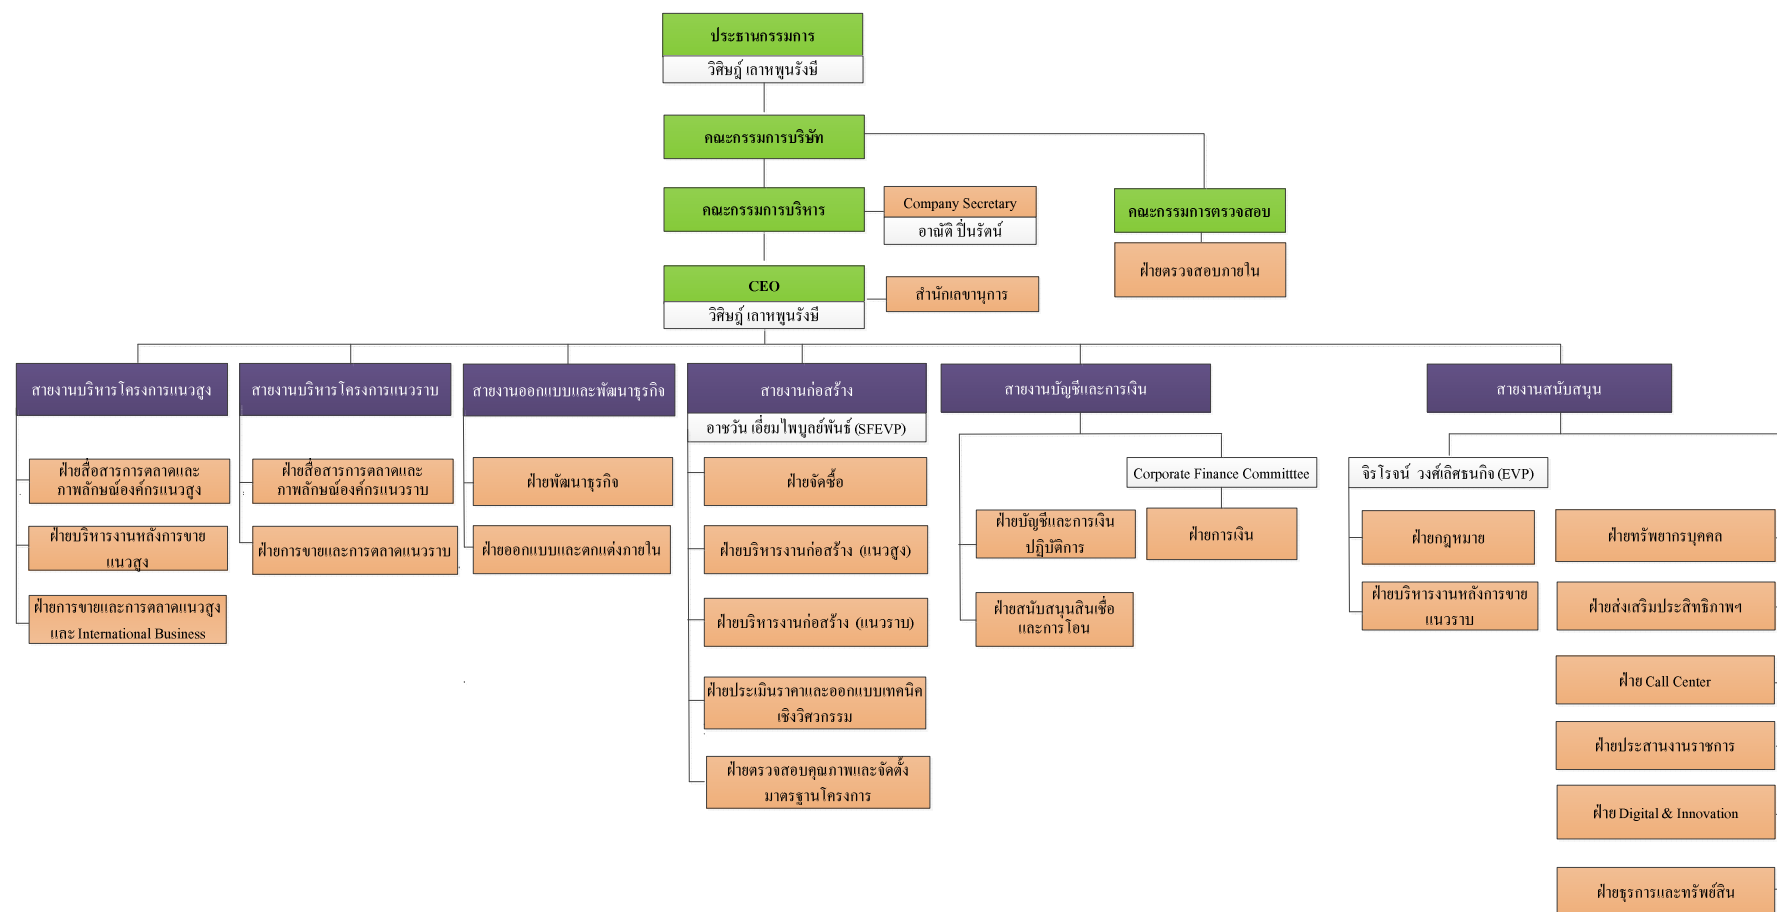 ประธานกรรมการ
วิศิษฎ์ เลาหพูนรังษี
คณะกรรมการบริษัท
คณะกรรมการบริหาร
Company Secretary
อาณัติ ปิ่นรัตน์
คณะกรรมการตรวจสอบ
ฝ่ายตรวจสอบภายใน
CEO
วิศิษฎ์ เลาหพูนรังษี
สำนักเลขานุการ
สายงานบริหารโครงการแนวสูง
ฝ่ายสื่อสารการตลาดและ
ภาพลักษณ์องค์กรแนวสูง
ฝ่ายบริหารงานหลังการขาย
แนวสูง
ฝ่ายการขายและการตลาดแนวสูง
และ International Business
สายงานบริหารโครงการแนวราบ
ฝ่ายสื่อสารการตลาดและ
ภาพลักษณ์องค์กรแนวราบ
ฝ่ายการขายและการตลาดแนวราบ
สายงานออกแบบและพัฒนาธุรกิจ
ฝ่ายพัฒนาธุรกิจ
ฝ่ายออกแบบและตกแต่งภายใน
สายงานก่อสร้าง
อาชวัน เอี่ยมไพบูลย์พันธ์ (SFEVP)
ฝ่ายจัดซื้อ
ฝ่ายบริหารงานก่อสร้าง (แนวสูง)
ฝ่ายบริหารงานก่อสร้าง (แนวราบ)
ฝ่ายประเมินราคาและออกแบบเทคนิค
เชิงวิศวกรรม
ฝ่ายตรวจสอบคุณภาพและจัดตั้ง
มาตรฐานโครงการ
สายงานบัญชีและการเงิน
ฝ่ายบัญชีและการเงิน
ปฏิบัติการ
ฝ่ายสนับสนุนสินเชื่อ
และการโอน
Corporate Finance Committtee
ฝ่ายการเงิน
สายงานสนับสนุน
จิรโรจน์ วงศ์เลิศธนกิจ (EVP)
ฝ่ายกฎหมาย
ฝ่ายบริหารงานหลังการขาย
แนวราบ
ฝ่ายทรัพยากรบุคคล
ฝ่ายส่งเสริมประสิทธิภาพฯ
ฝ่าย Call Center
ฝ่ายประสานงานราชการ
ฝ่าย Digital & Innovation
ฝ่ายธุรการและทรัพย์สิน